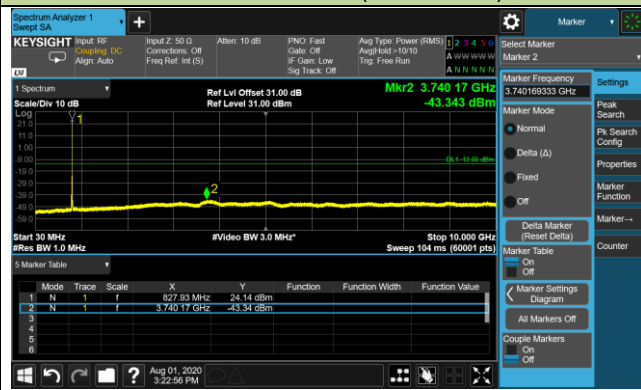 Spectrum Analyzer 1
Swept SA
+
Marker
KEYSIGHT
Input: RF
Coupling: DC
Align: Auto
Input Z: 50 Ω
Corrections: Off
Freq Ref: Int (S)
Atten: 10 dB
PNO: Fast
Gate: Off
IF Gain: Low
Sig Track: Off
Avg Type: Power (RMS)
Avg|Hold:>10/10
Trig: Free Run
1 2 3 4 5 6
A W W W W W
A N N N N N
LXI
Select Marker
Marker 2
1 Spectrum
Scale/Div 10 dB
Ref Lvl Offset 31.00 dB
Ref Level 31.00 dBm
Mkr2 3.740 17 GHz
-43.343 dBm
Log
21.0
11.0
1.00
-9.00
-19.0
-29.0
-39.0
-49.0
-59.0
1
2
DL1 -13.00 dBm
Start 30 MHz
#Res BW 1.0 MHz
#Video BW 3.0 MHz*
Stop 10.000 GHz
Sweep 104 ms (60001 pts)
5 Marker Table
Mode Trace Scale X Y Function Function Width Function Value
1 N 1 f 827.93 MHz 24.14 dBm
2 N 1 f 3.740 17 GHz -43.34 dBm
3
4
5
6
Marker Frequency
3.740169333 GHz
Marker Mode
Normal
Delta (Δ)
Fixed
Off
Delta Marker
(Reset Delta)
Marker Table
On
Off
Marker Settings
Diagram
All Markers Off
Couple Markers
On
Off
Settings
Peak
Search
Pk Search
Config
Properties
Marker
Function
Marker→
Counter
?
Aug 01, 2020
3:22:56 PM